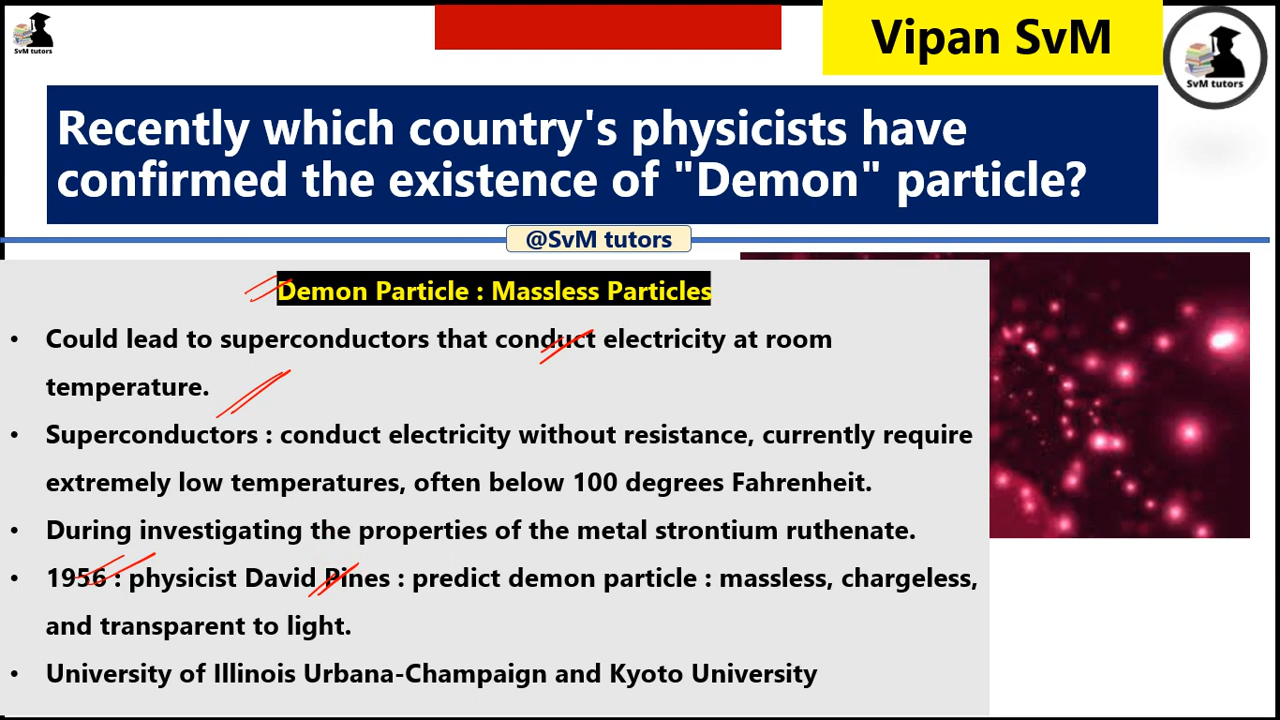 SvM tutors
Vipan SvM
SvM tutors
Recently which country's physicists have
confirmed the existence of "Demon" particle?
@SvM tutors
Demon Particle : Massless Particles
• Could lead to superconductors that conduct electricity at room
temperature.
• Superconductors : conduct electricity without resistance, currently require
extremely low temperatures, often below 100 degrees Fahrenheit.
• During investigating the properties of the metal strontium ruthenate.
• 1956 : physicist David Pines : predict demon particle : massless, chargeless,
and transparent to light.
• University of Illinois Urbana-Champaign and Kyoto University